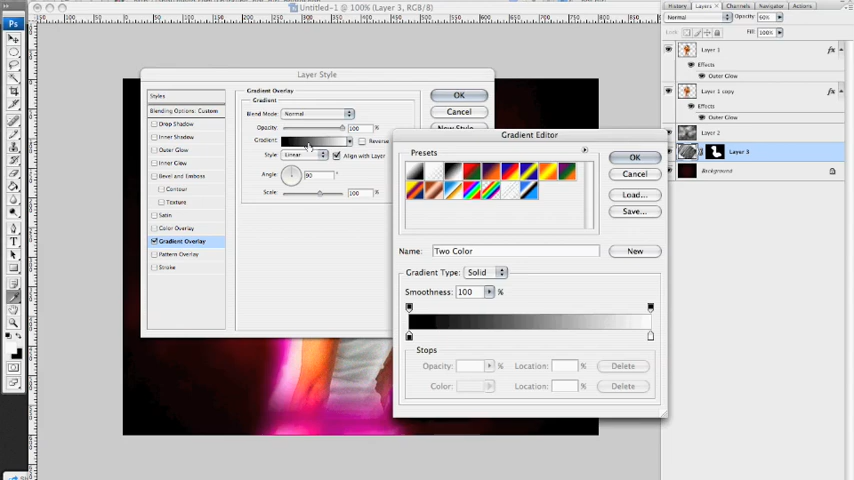 Untitled-1 @ 100% (Layer 3, RGB/8)
History Layers Channels Navigator Actions
Normal Opacity: 60%
Lock: Fill: 100%
Layer 1
Effects
Outer Glow
Layer 1 copy
Effects
Outer Glow
Layer 2
Layer 3
Background
Ps
Layer Style
Styles
Blending Options: Custom
Drop Shadow
Inner Shadow
Outer Glow
Inner Glow
Bevel and Emboss
Contour
Texture
Satin
Color Overlay
Gradient Overlay
Pattern Overlay
Stroke
Gradient Overlay
Gradient
Blend Mode: Normal
Opacity: 100 %
Gradient: Reverse
Style: Linear Align with Layer
Angle: 90 °
Scale: 100 %
OK
Cancel
New Style...
Gradient Editor
Presets
OK
Cancel
Load...
Save...
Name: Two Color
New
Gradient Type: Solid
Smoothness: 100 %
Stops
Opacity: % Location: % Delete
Color: Location: % Delete